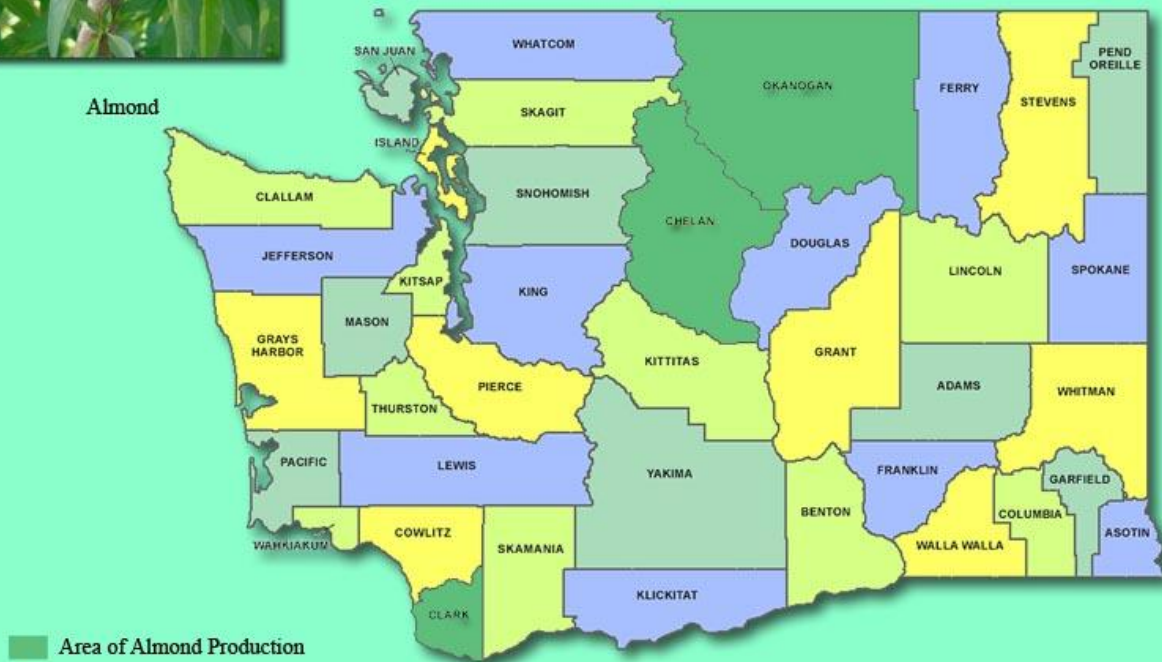 WHATCOM
PEND
OREILLE
SAN JUAN
OKANOGAN
FERRY
STEVENS
Almond
SKAGIT
ISLAND
CLALLAM
SNOHOMISH
CHELAN
DOUGLAS
JEFFERSON
LINCOLN
SPOKANE
KITSAP
KING
MASON
GRAYS
HARBOR
KITTITAS
GRANT
PIERCE
ADAMS
WHITMAN
THURSTON
PACIFIC
LEWIS
YAKIMA
FRANKLIN
GARFIELD
BENTON
COLUMBIA
WAHKIAKUM
COWLITZ
SKAMANIA
WALLA WALLA
ASOTIN
KLICKITAT
CLARK
Area of Almond Production